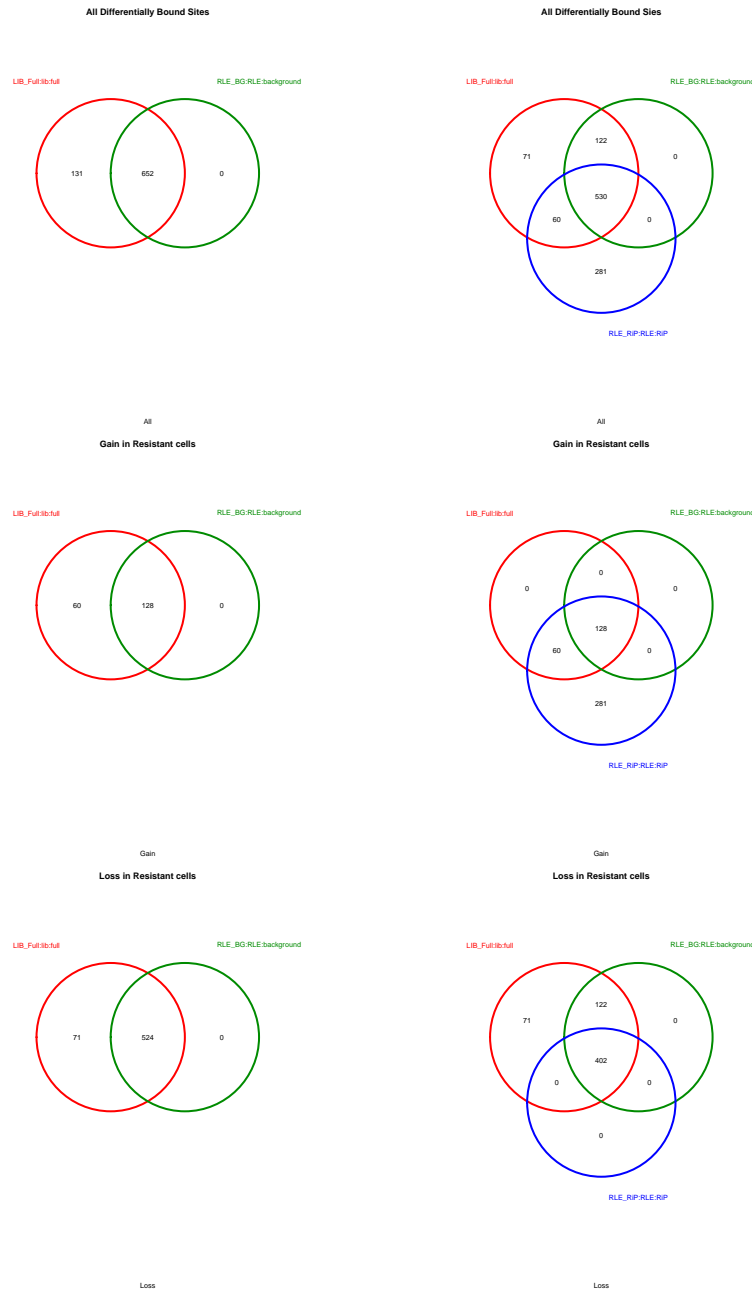 All Differentially Bound Sites
LIB_Full:lib:full
RLE_BG:RLE:background
131
652
0
All
All Differentially Bound Sies
LIB_Full:lib:full
RLE_BG:RLE:background
122
71
0
530
60
0
281
RLE_RiP:RLE:RiP
All
Gain in Resistant cells
LIB_Full:lib:full
RLE_BG:RLE:background
60
128
0
Gain
Gain in Resistant cells
LIB_Full:lib:full
RLE_BG:RLE:background
0
0
0
128
60
0
281
RLE_RiP:RLE:RiP
Gain
Loss in Resistant cells
LIB_Full:lib:full
RLE_BG:RLE:background
71
524
0
Loss
Loss in Resistant cells
LIB_Full:lib:full
RLE_BG:RLE:background
122
71
0
402
0
0
0
RLE_RiP:RLE:RiP
Loss